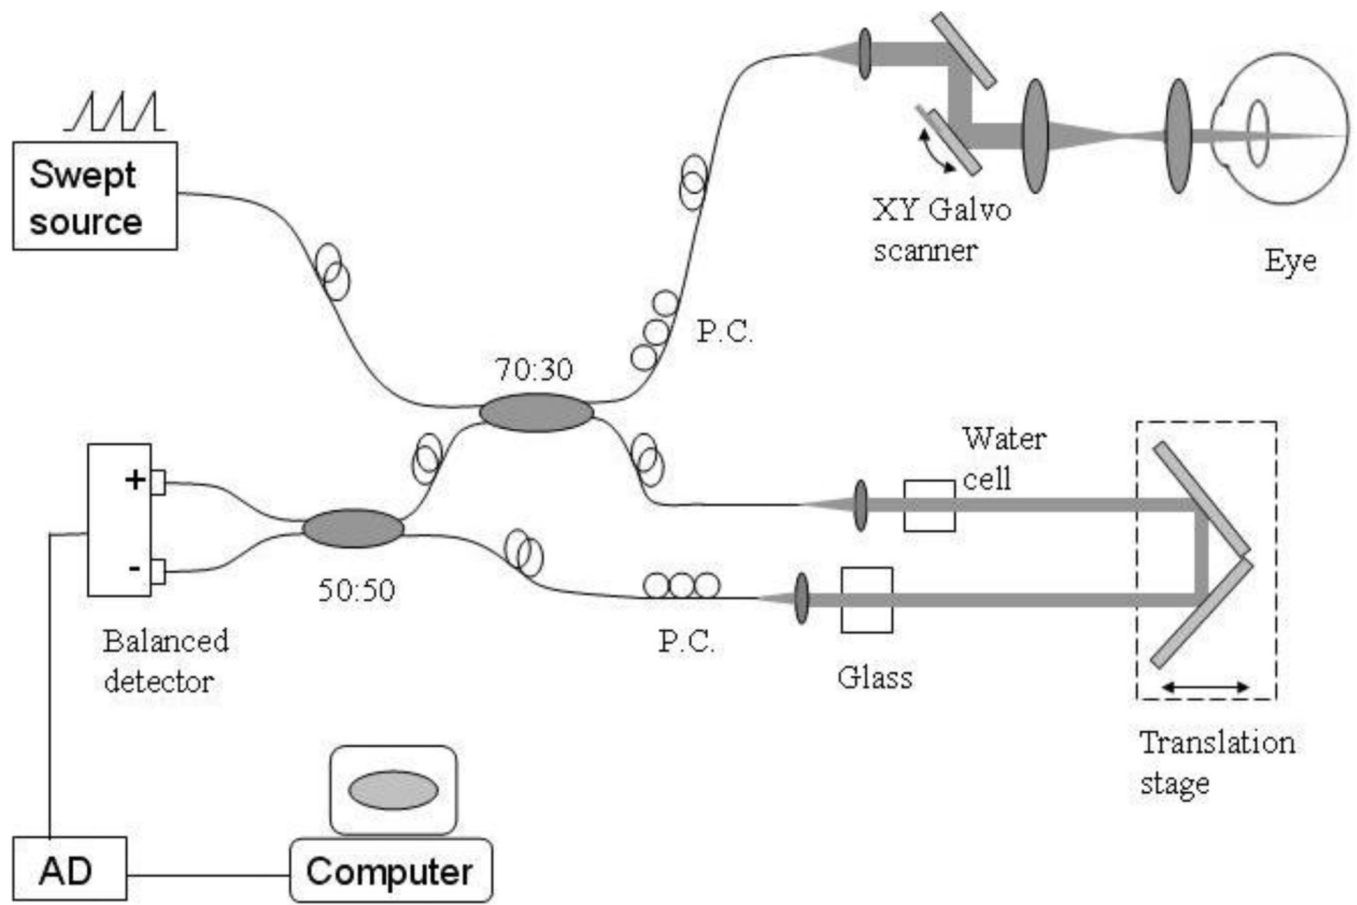 Swept
source
XY Galvo
scanner
Eye
P.C.
70:30
Water
cell
+
-
50:50
Balanced
detector
P.C.
Glass
Translation
stage
AD
Computer